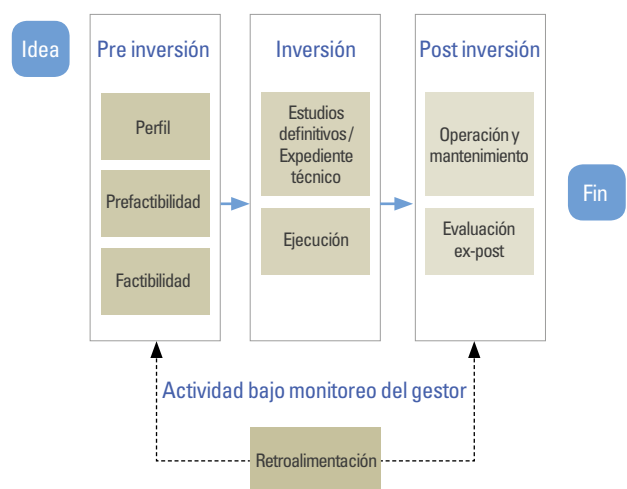 Idea
Pre inversión
Perfil
Prefactibilidad
Factibilidad
Inversión
Estudios
definitivos /
Expediente
técnico
Ejecución
Post inversión
Operación y
mantenimiento
Evaluación
ex-post
Fin
Actividad bajo monitoreo del gestor
Retroalimentación